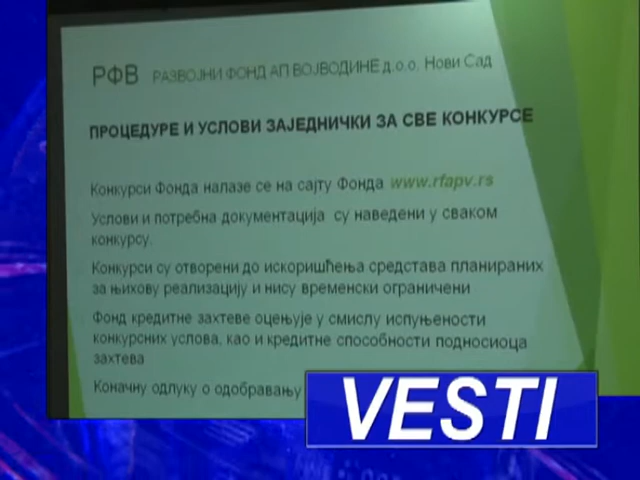 РФВ РАЗВОЈНИ ФОНД АП ВОЈВОДИНЕ д.о.о. Нови Сад
ПРОЦЕДУРЕ И УСЛОВИ ЗАЈЕДНИЧКИ ЗА СВЕ КОНКУРСЕ
Конкурси Фонда налазе се на сајту Фонда www.rfapv.rs
Услови и потребна документација су наведени у сваком
конкурсу.
Конкурси су отворени до искоришћења средстава планираних
за њихову реализацију и нису временски ограничени
Фонд кредитне захтеве оцењује у смислу испуњености
конкурсних услова, као и кредитне способности подносиоца
захтева
Коначну одлуку о одобравању
VESTI